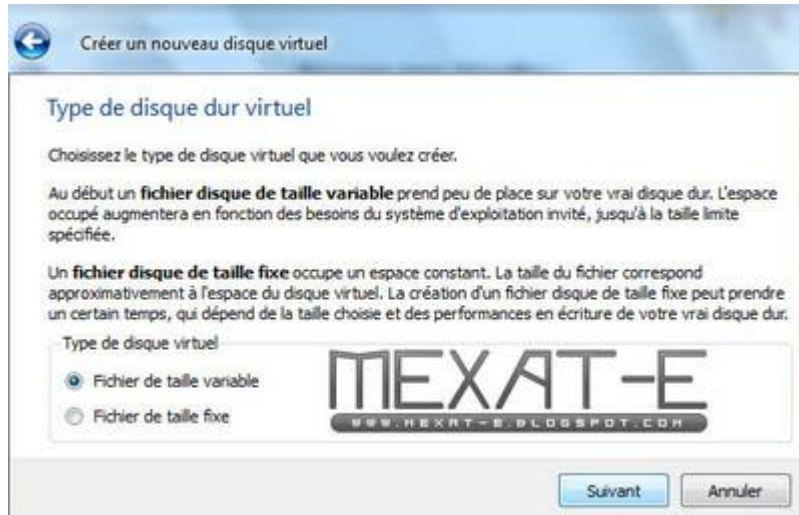 Créer un nouveau disque virtuel
Type de disque dur virtuel
Choisissez le type de disque virtuel que vous voulez créer.
Au début un fichier disque de taille variable prend peu de place sur votre vrai disque dur. L'espace
occupé augmentera en fonction des besoins du système d'exploitation invité, jusqu'à la taille limite
spécifiée.
Un fichier disque de taille fixe occupe un espace constant. La taille du fichier correspond
approximativement à l'espace du disque virtuel. La création d'un fichier disque de taille fixe peut prendre
un certain temps, qui dépend de la taille choisie et des performances en écriture de votre vrai disque dur.
Type de disque virtuel
Fichier de taille variable
Fichier de taille fixe
MEXAT-E
WWW.MEXAT-E.BLOGSPOT.COM
Suivant
Annuler